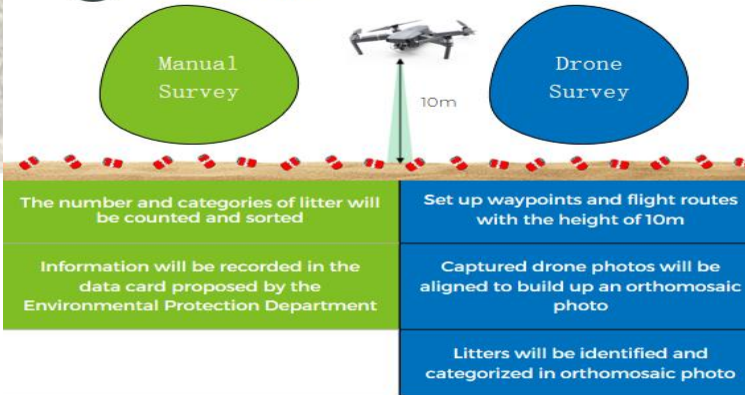 Manual
Survey
Drone
Survey
10m
The number and categories of litter will
be counted and sorted
Information will be recorded in the
data card proposed by the
Environmental Protection Department
Set up waypoints and flight routes
with the height of 10m
Captured drone photos will be
aligned to build up an orthomosaic
photo
Litters will be identified and
categorized in orthomosaic photo